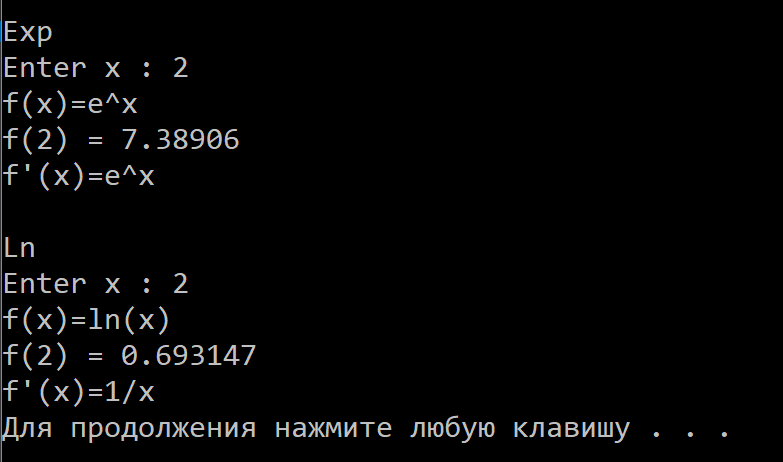 Exp
Enter x : 2
f(x)=e^x
f(2) = 7.38906
f'(x)=e^x
Ln
Enter x : 2
f(x)=ln(x)
f(2) = 0.693147
f'(x)=1/x
Для продолжения нажмите любую клавишу . . .